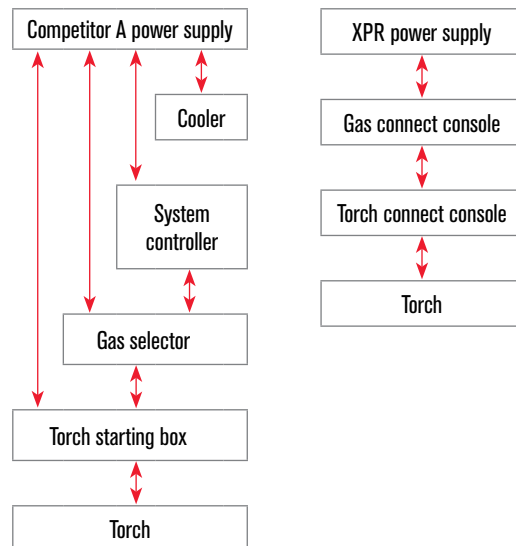 Competitor A power supply
Cooler
System
controller
Gas selector
Torch starting box
Torch
XPR power supply
Gas connect console
Torch connect console
Torch